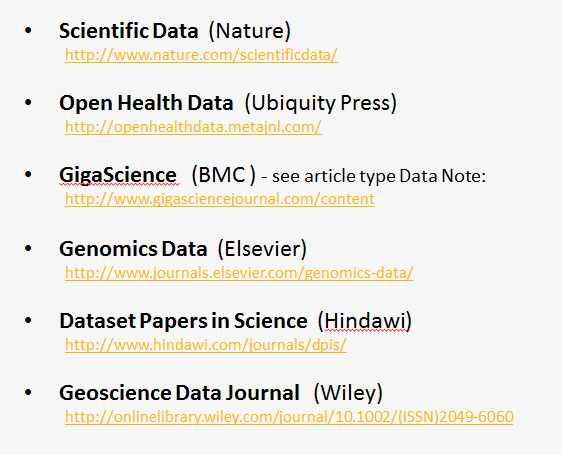 • Scientific Data (Nature)
http://www.nature.com/scientificdata/
• Open Health Data (Ubiquity Press)
http://openhealthdata.metajnl.com/
• GigaScience (BMC ) - see article type Data Note:
http://www.gigasciencejournal.com/content
• Genomics Data (Elsevier)
http://www.journals.elsevier.com/genomics-data/
• Dataset Papers in Science (Hindawi)
http://www.hindawi.com/journals/dpis/
• Geoscience Data Journal (Wiley)
http://onlinelibrary.wiley.com/journal/10.1002/(ISSN)2049-6060